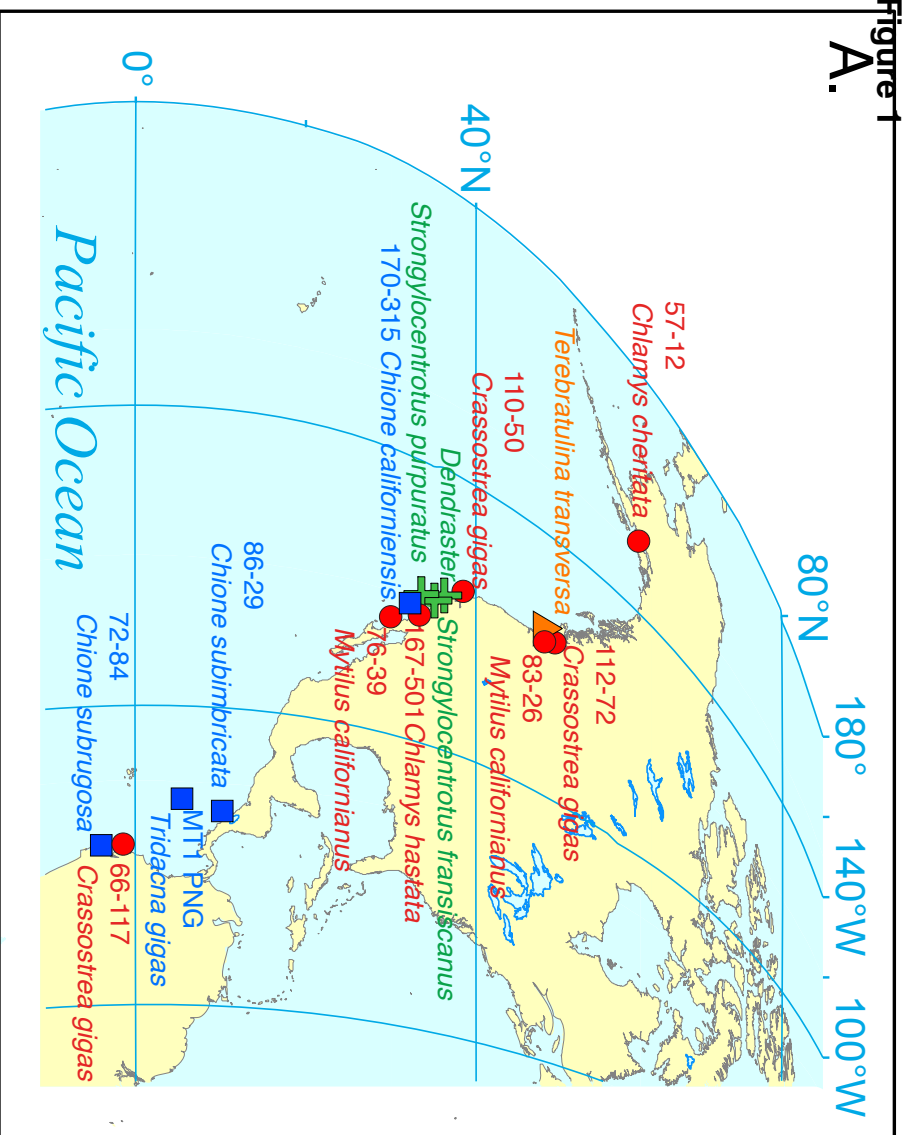 Figure 1
A.
80°N
180°
140°W
100°W
57-12
Chlamys cheritata
Terebratulina transversa
112-72
Crassostrea gigas
83-26
Mytilus californianus
40°N
110-50
Crassostrea gigas
Dendraster
Strongylocentrotus fransiscanus
Strongylocentrotus purpuratus
167-501 Chlamys hastata
170-315 Chione californiensis
76-39
Mytilus californianus
86-29
Chione subimbricata
MT1 PNG
Tridacna gigas
0°
66-117
Crassostrea gigas
72-84
Chione subrugosa
Pacific Ocean